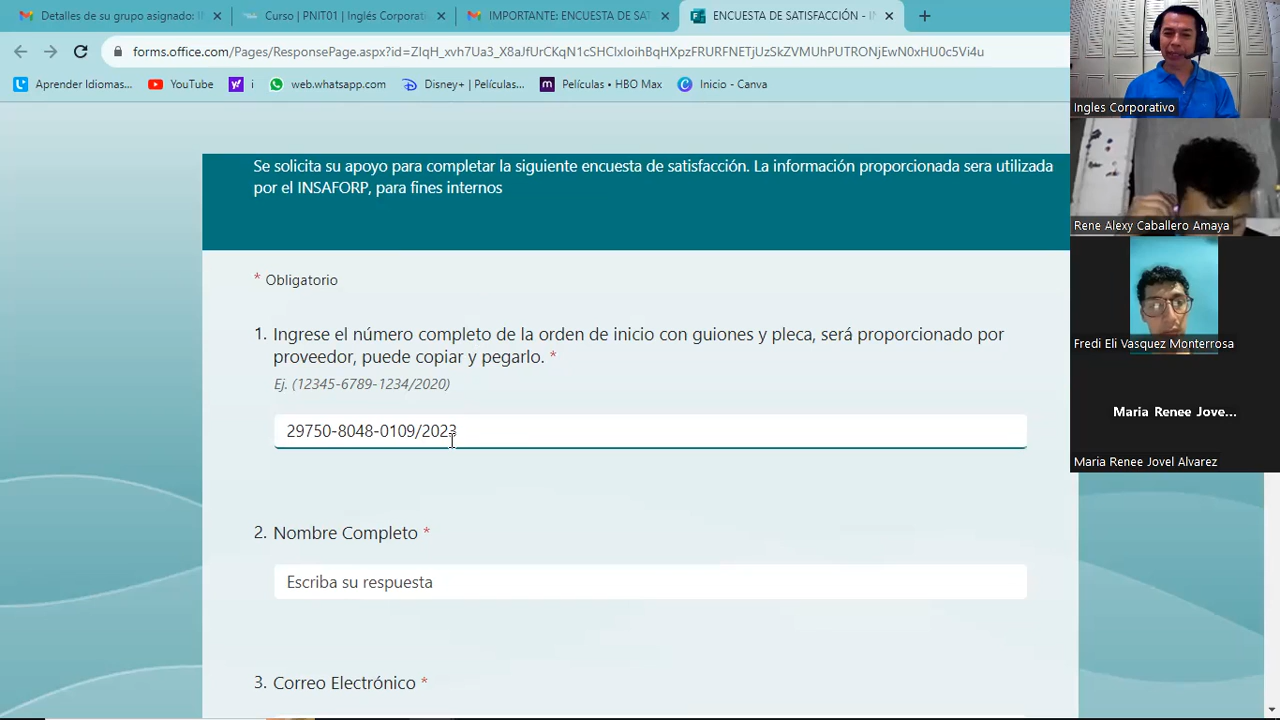 Detalles de su grupo asignado: I
Curso | PNIT01 | Inglés Corporati
IMPORTANTE: ENCUESTA DE SAT
ENCUESTA DE SATISFACCIÓN - IN
forms.office.com/Pages/ResponsePage.aspx?id=ZLgH_xvh7Ua3_X8aJfUrCKqN1cSHClxIoihBqHXpzFRURFNETjUzSkZVMUhPUTRONjEwN0xHU0c5Vi4u
Aprender Idiomas...
YouTube
i
web.whatsapp.com
Disney+ | Películas...
Películas • HBO Max
Inicio - Canva
Se solicita su apoyo para completar la siguiente encuesta de satisfacción. La información proporcionada sera utilizada
por el INSAFORP, para fines internos
* Obligatorio
1. Ingrese el número completo de la orden de inicio con guiones y pleca, será proporcionado por
proveedor, puede copiar y pegarlo. *
Ej. (12345-6789-1234/2020)
29750-8048-0109/2023
2. Nombre Completo *
Escriba su respuesta
3. Correo Electrónico *
Ingles Corporativo
Rene Alexy Caballero Amaya
Fredi Eli Vasquez Monterrosa
Maria Renee Jove...
Maria Renee Jovel Alvarez